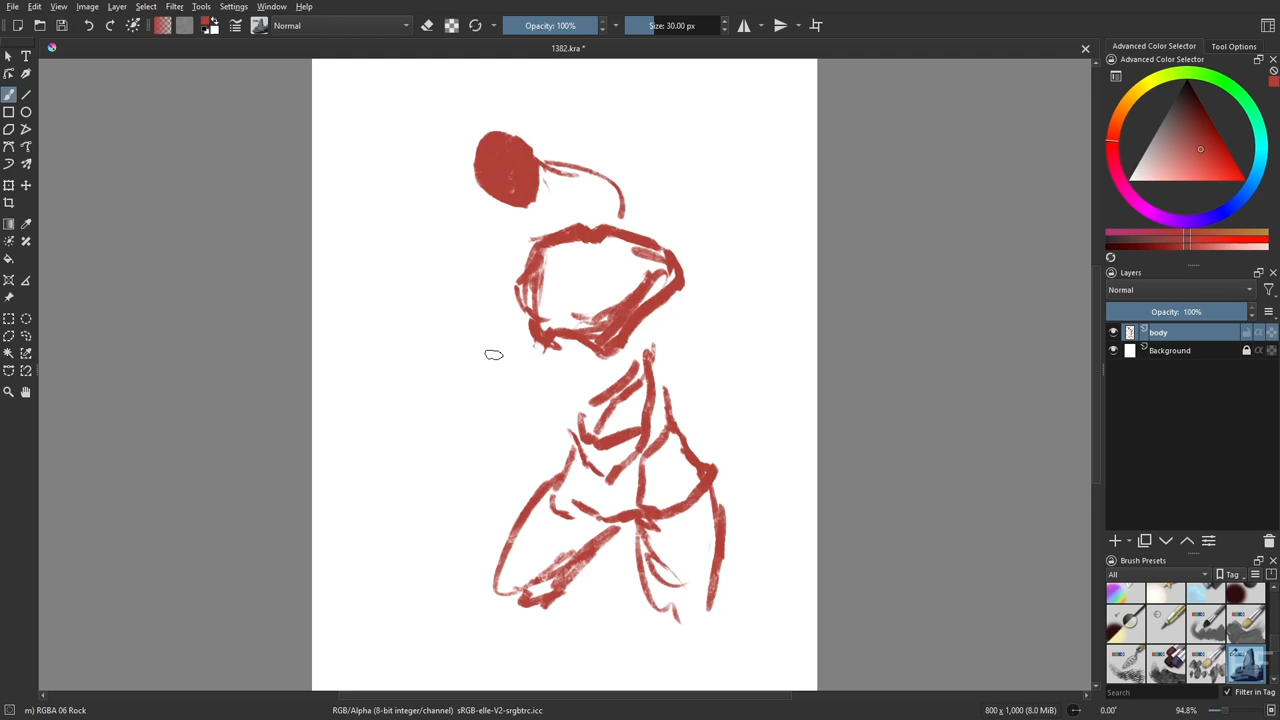 File Edit View Image Layer Select Filter Tools Settings Window Help
Normal
Opacity: 100%
Size: 30.00 px
1382.kra *
Advanced Color Selector Tool Options
Advanced Color Selector
Layers
Normal
Opacity: 100%
body
Background
Brush Presets
All
Tag
Search
Filter in Tag
m) RGBA 06 Rock
RGB/Alpha (8-bit integer/channel) sRGB-elle-V2-srgbtrc.icc
800 x 1,000 (8.0 MiB)
0.00°
94.8%